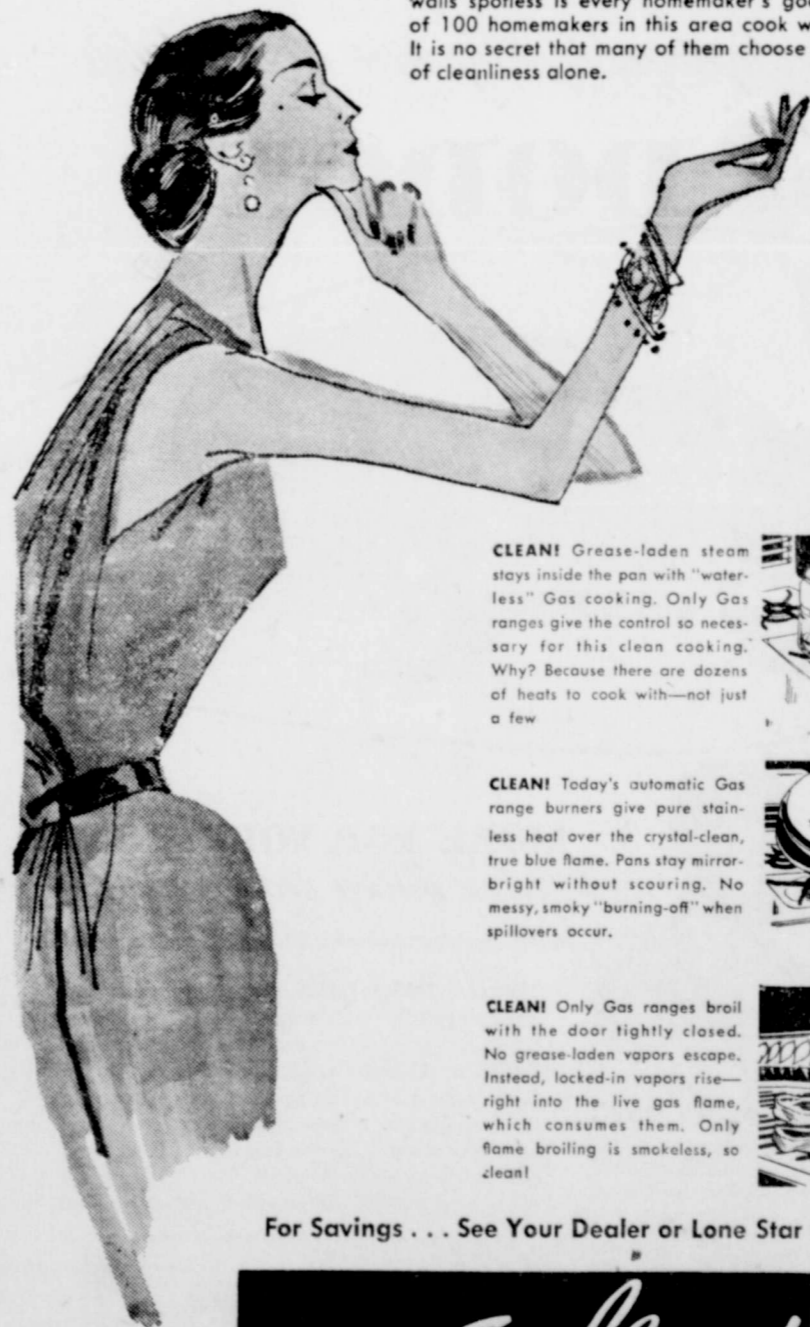 walls spotless is every homemaker's
of 100 homemakers in this area cook
It is no secret that many of them choose
of cleanliness alone.
CLEAN! Grease-laden steam
stays inside the pan with "water-
less" Gas cooking. Only Gas
ranges give the control so neces-
sary for this clean cooking.
Why? Because there are dozens
of heats to cook with—not just
a few
CLEAN! Today's automatic Gas
range burners give pure stain-
less heat over the crystal-clean,
true blue flame. Pans stay mirror-
bright without scouring. No
messy, smoky "burning-off" when
spillovers occur.
CLEAN! Only Gas ranges broil
with the door tightly closed.
No grease-laden vapors escape.
Instead, locked-in vapors rise—
right into the live gas flame,
which consumes them. Only
flame broiling is smokeless, so
clean!
For Savings . . . See Your Dealer or Lone Star